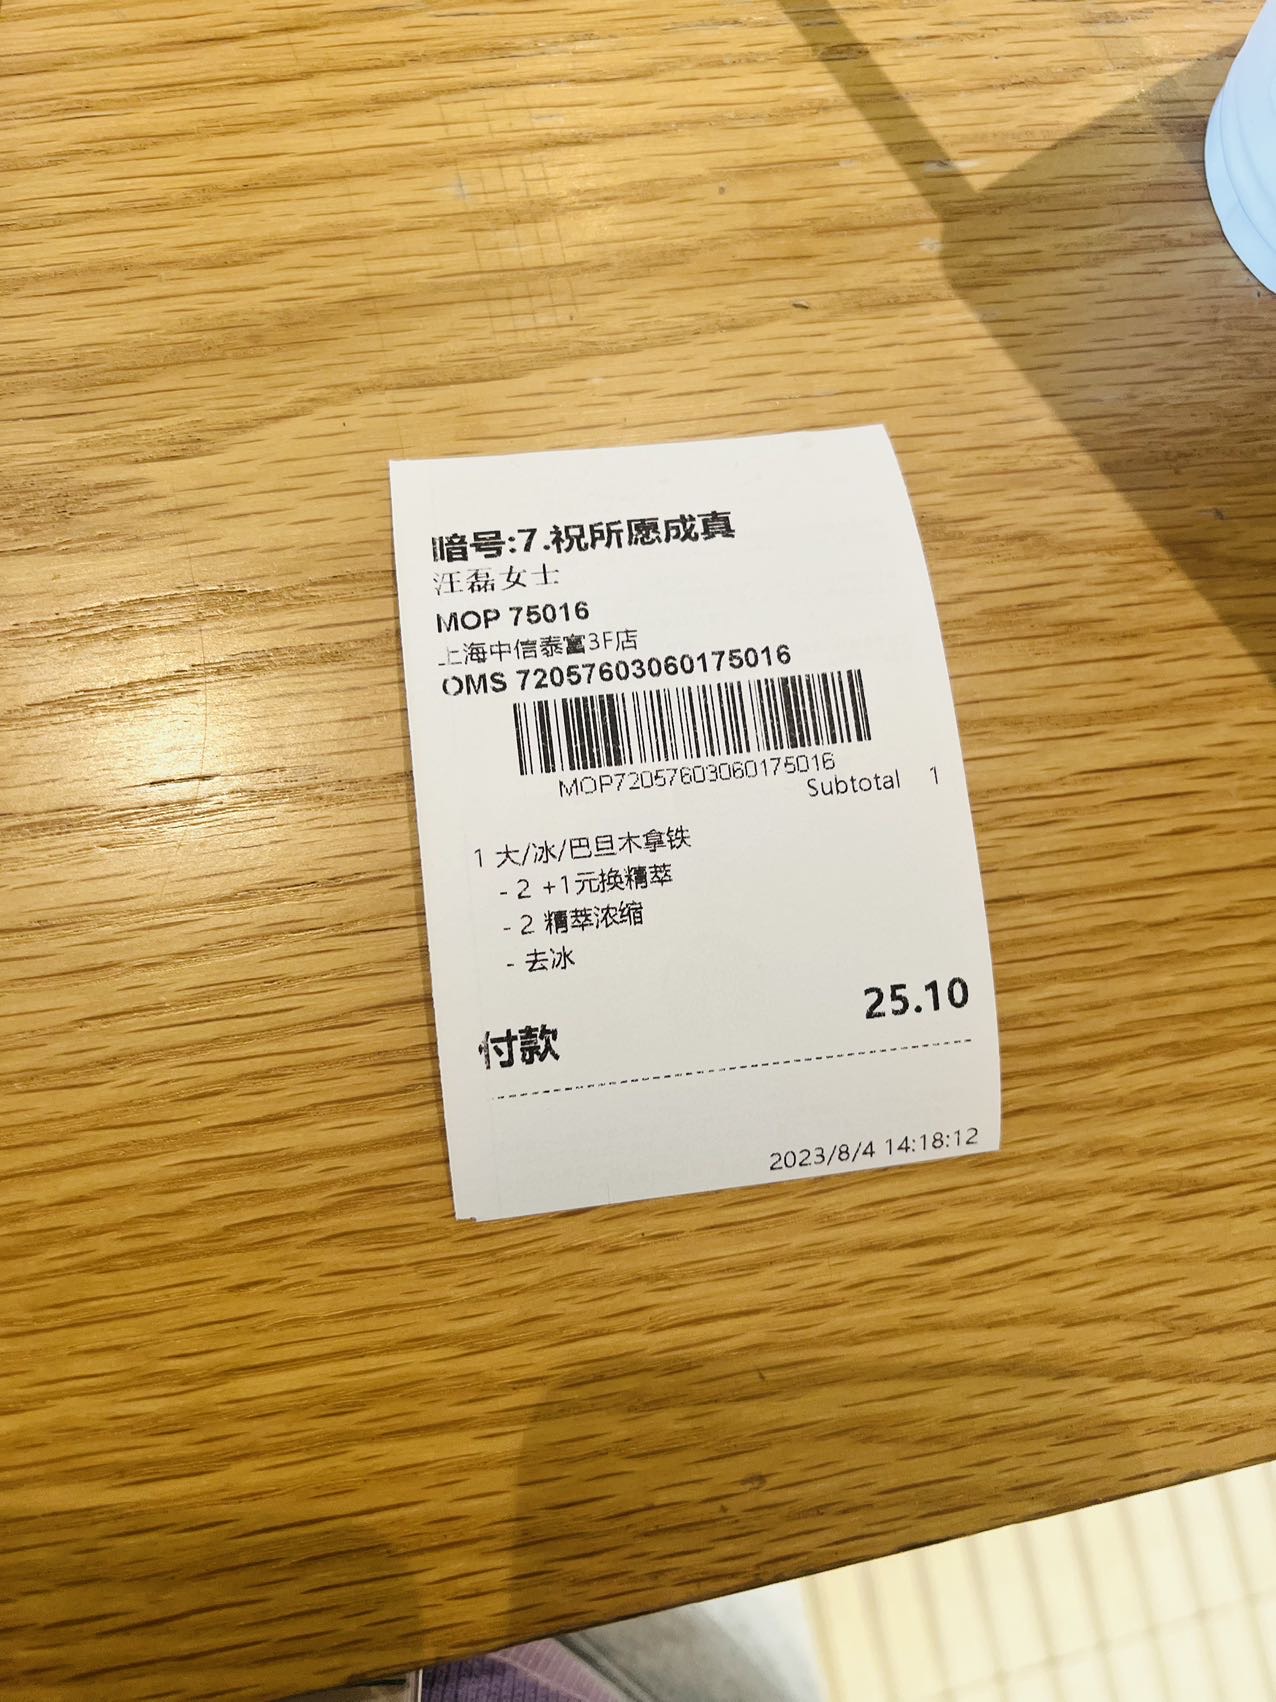 暗号:7.祝所愿成真
汪磊女士
MOP 75016
上海中信泰富3F店
OMS 72057603060175016
MOP72057603060175016
Subtotal 1
1 大/冰/巴旦木拿铁
- 2 +1元换精萃
- 2 精萃浓缩
- 去冰
25.10
付款
2023/8/4 14:18:12